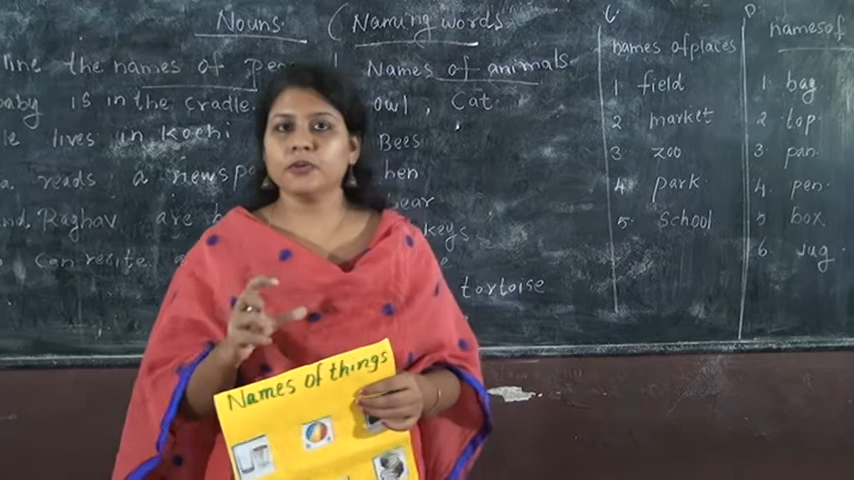 Nouns. (Naming words
line the names of
baby is in the cradle.
lives in Kochi
reads a newsp
Raghav are
can recite
Names of animals.
owl, Cat.
Bees
hen
bear
keys
tortoise
C
names of places
1 field
2 market
3 zoo
4 park.
5. School
D
names of
1. bag
2. top.
3. pan.
4. pen.
5 box
6. Jug.
Names of things